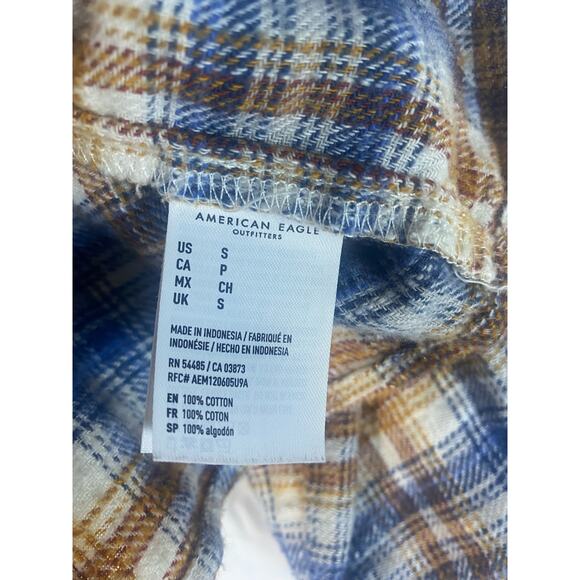 AMERICAN EAGLE
OUTFITTERS
US S
CA P
MX CH
UK S
MADE IN INDONESIA / FABRIQUÉ EN
INDONÉSIE / HECHO EN INDONESIA
RN 54485 / CA 03873
RFC# AEM120605U9A
EN 100% COTTON
FR 100% COTON
SP 100% algodón